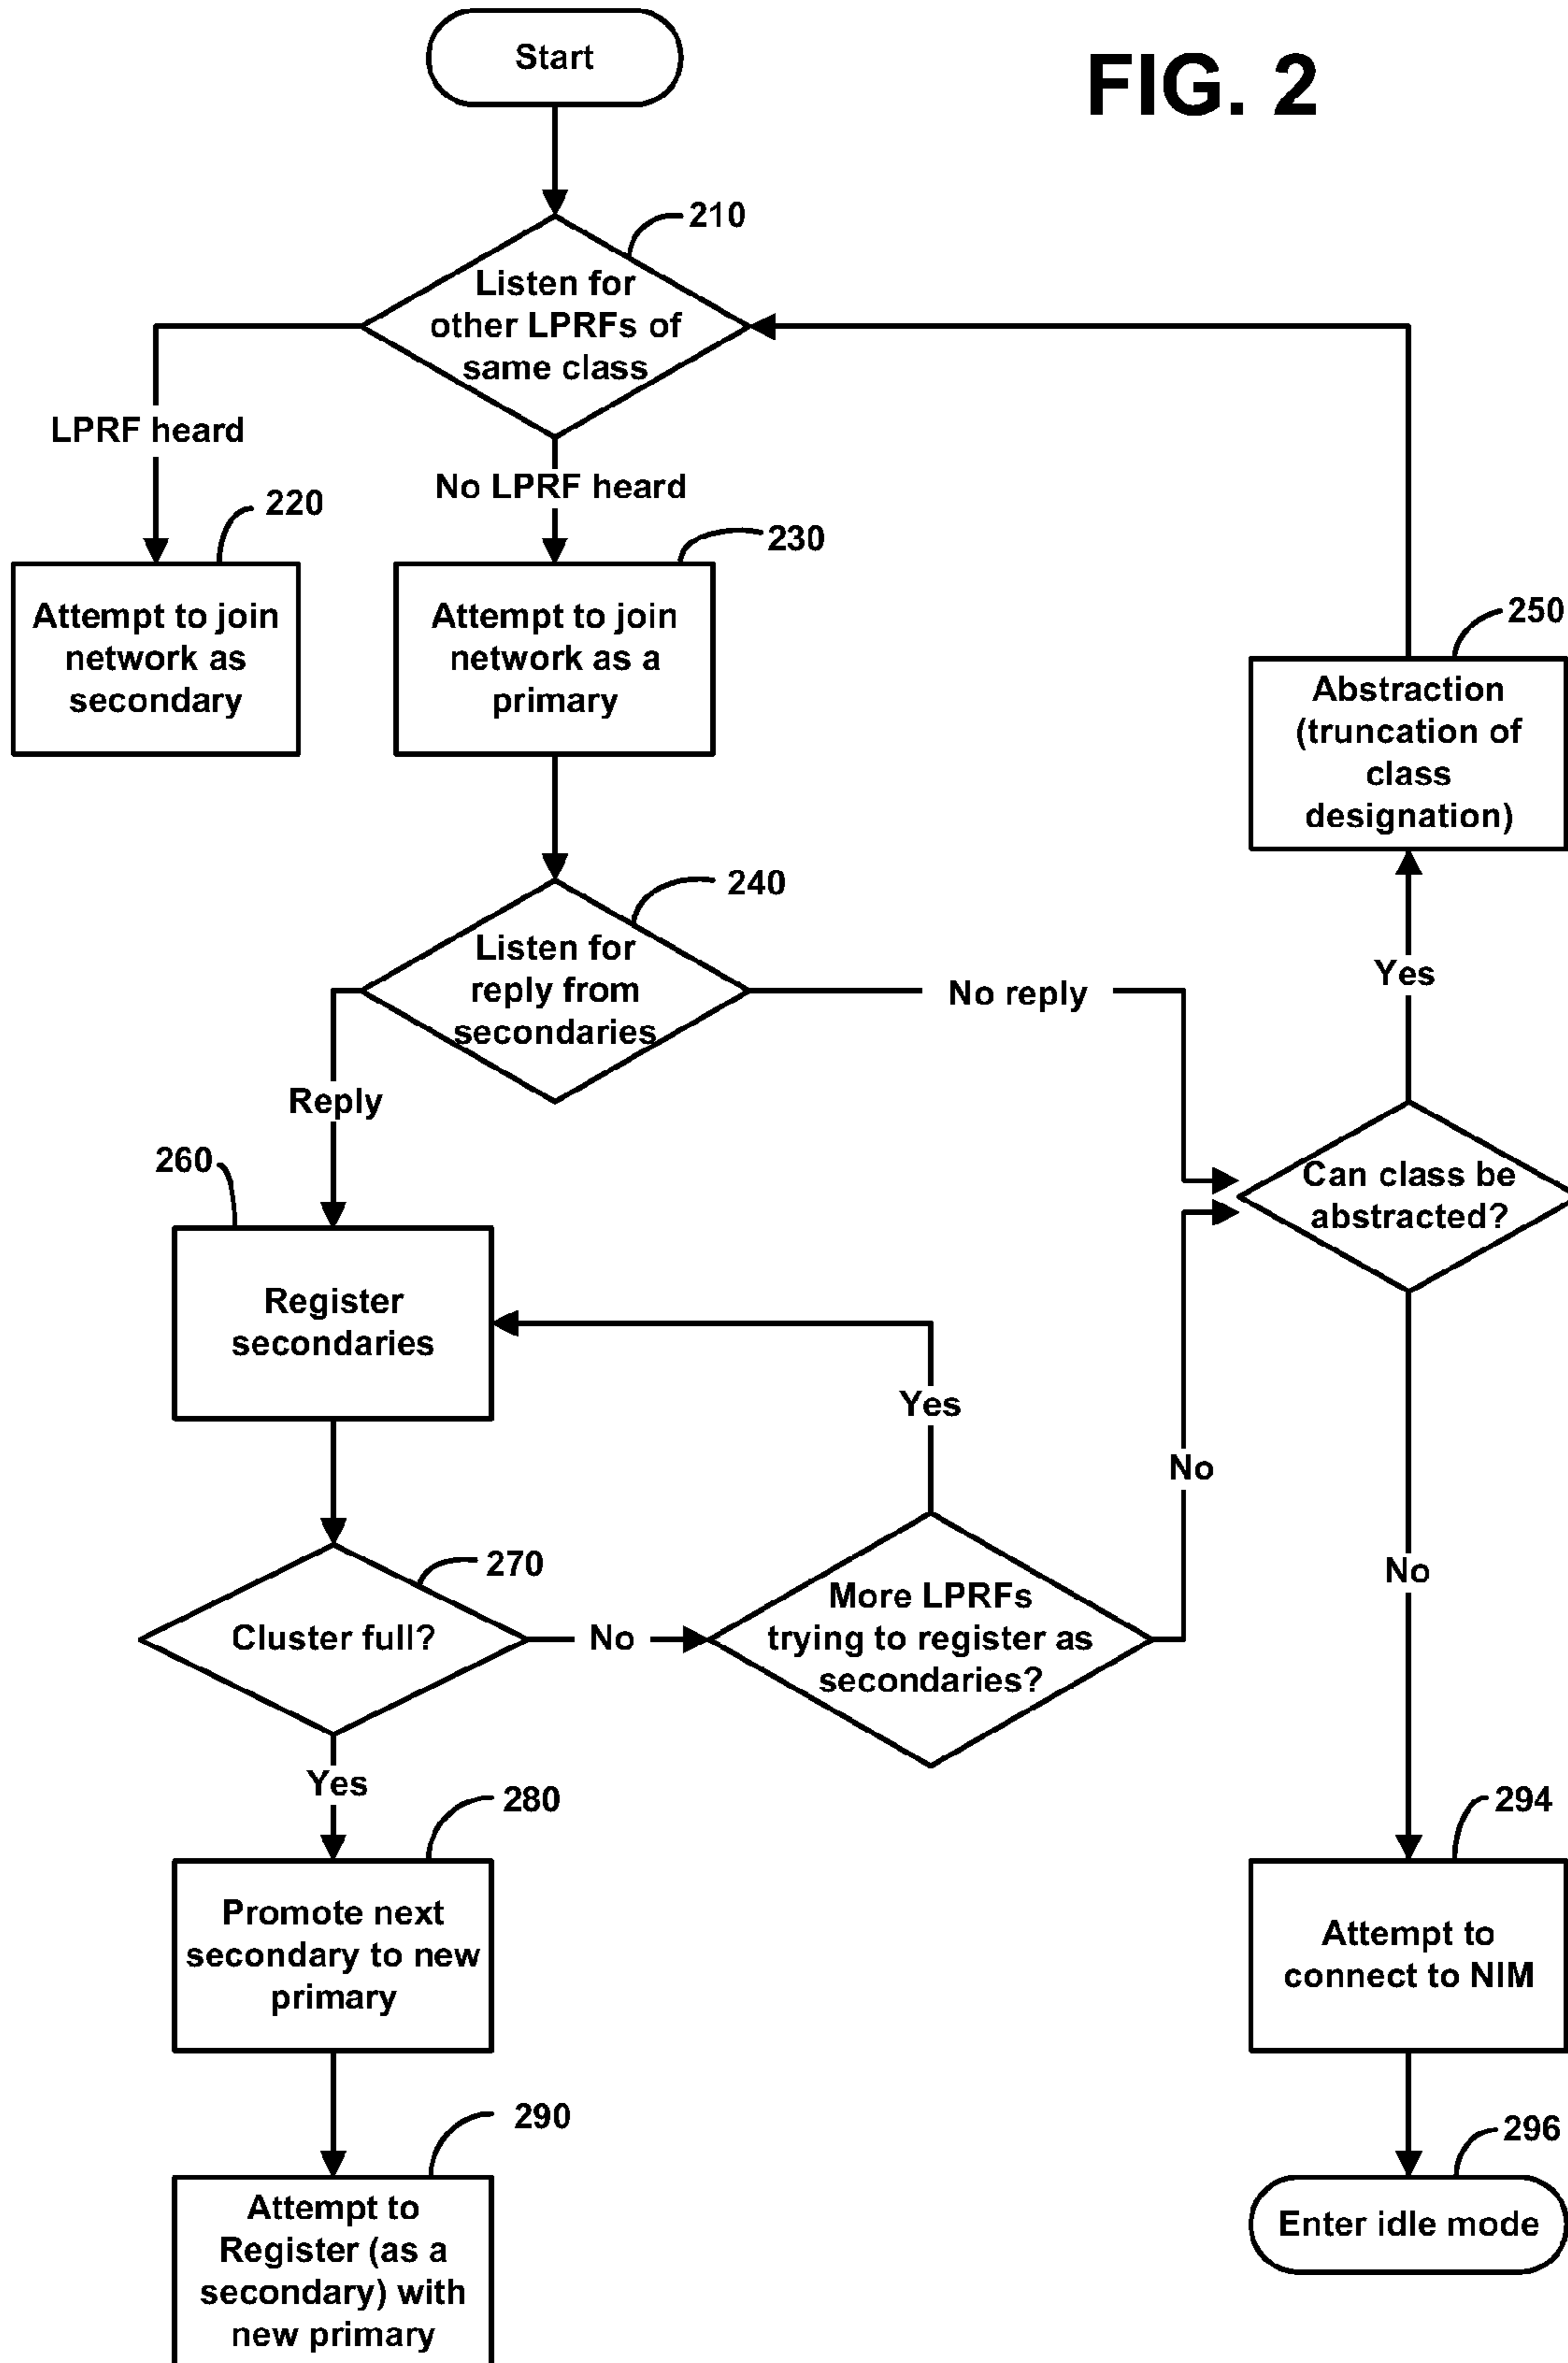 Start
FIG. 2
210
Listen for
other LPRFs of
same class
LPRF heard
No LPRF heard
220
230
Attempt to join
network as
secondary
Attempt to join
network as a
primary
250
Abstraction
(truncation of
class
designation)
240
Listen for
reply from
secondaries
No reply
Yes
Reply
260
Can class be
abstracted?
Register
secondaries
Yes
No
270
No
Cluster full?
No
More LPRFs
trying to register as
secondaries?
Yes
280
294
Promote next
secondary to new
primary
Attempt to
connect to NIM
290
296
Attempt to
Register (as a
secondary) with
new primary
Enter idle mode